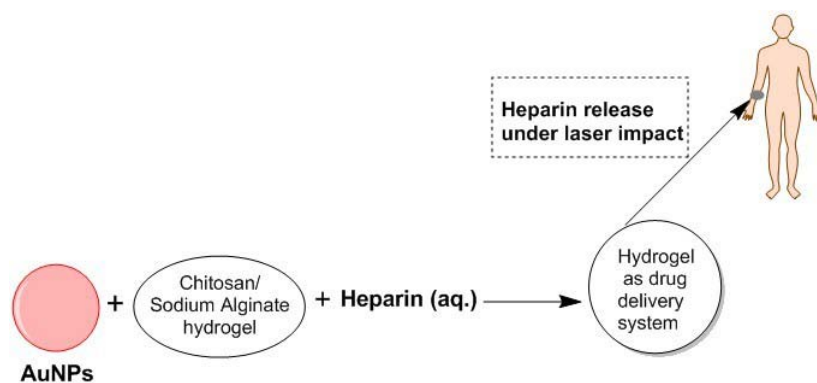 Heparin release
under laser impact
Chitosan/
Sodium Alginate
hydrogel
+
+
Heparin (aq.)
AuNPs
Hydrogel
as drug
delivery
system